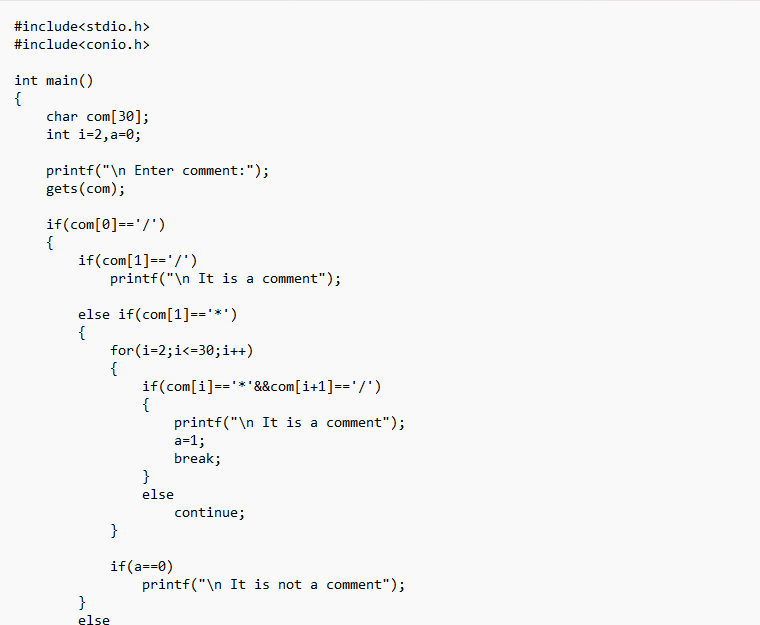 #include<stdio.h>
#include<conio.h>
int main()
{
    char com[30];
    int i=2,a=0;
    printf("\n Enter comment:");
    gets(com);
    if(com[0]=='/')
    {
        if(com[1]=='/')
            printf("\n It is a comment");
        else if(com[1]=='*')
        {
            for(i=2;i<=30;i++)
            {
                if(com[i]=='*'&&com[i+1]=='/')
                {
                    printf("\n It is a comment");
                    a=1;
                    break;
                }
                else
                    continue;
            }
            if(a==0)
                printf("\n It is not a comment");
        }
        else